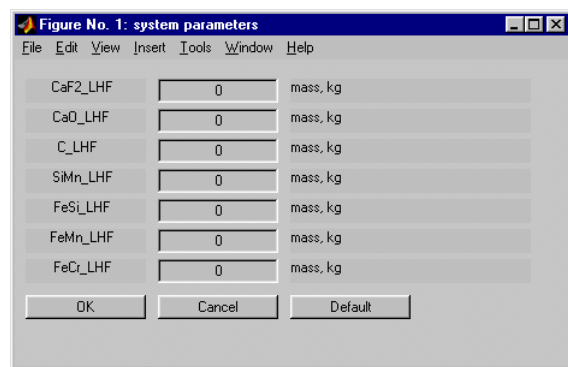 Figure No. 1: system parameters
File Edit View Insert Tools Window Help
CaF2_LHF 0 mass, kg
CaO_LHF 0 mass, kg
C_LHF 0 mass, kg
SiMn_LHF 0 mass, kg
FeSi_LHF 0 mass, kg
FeMn_LHF 0 mass, kg
FeCr_LHF 0 mass, kg
OK Cancel Default